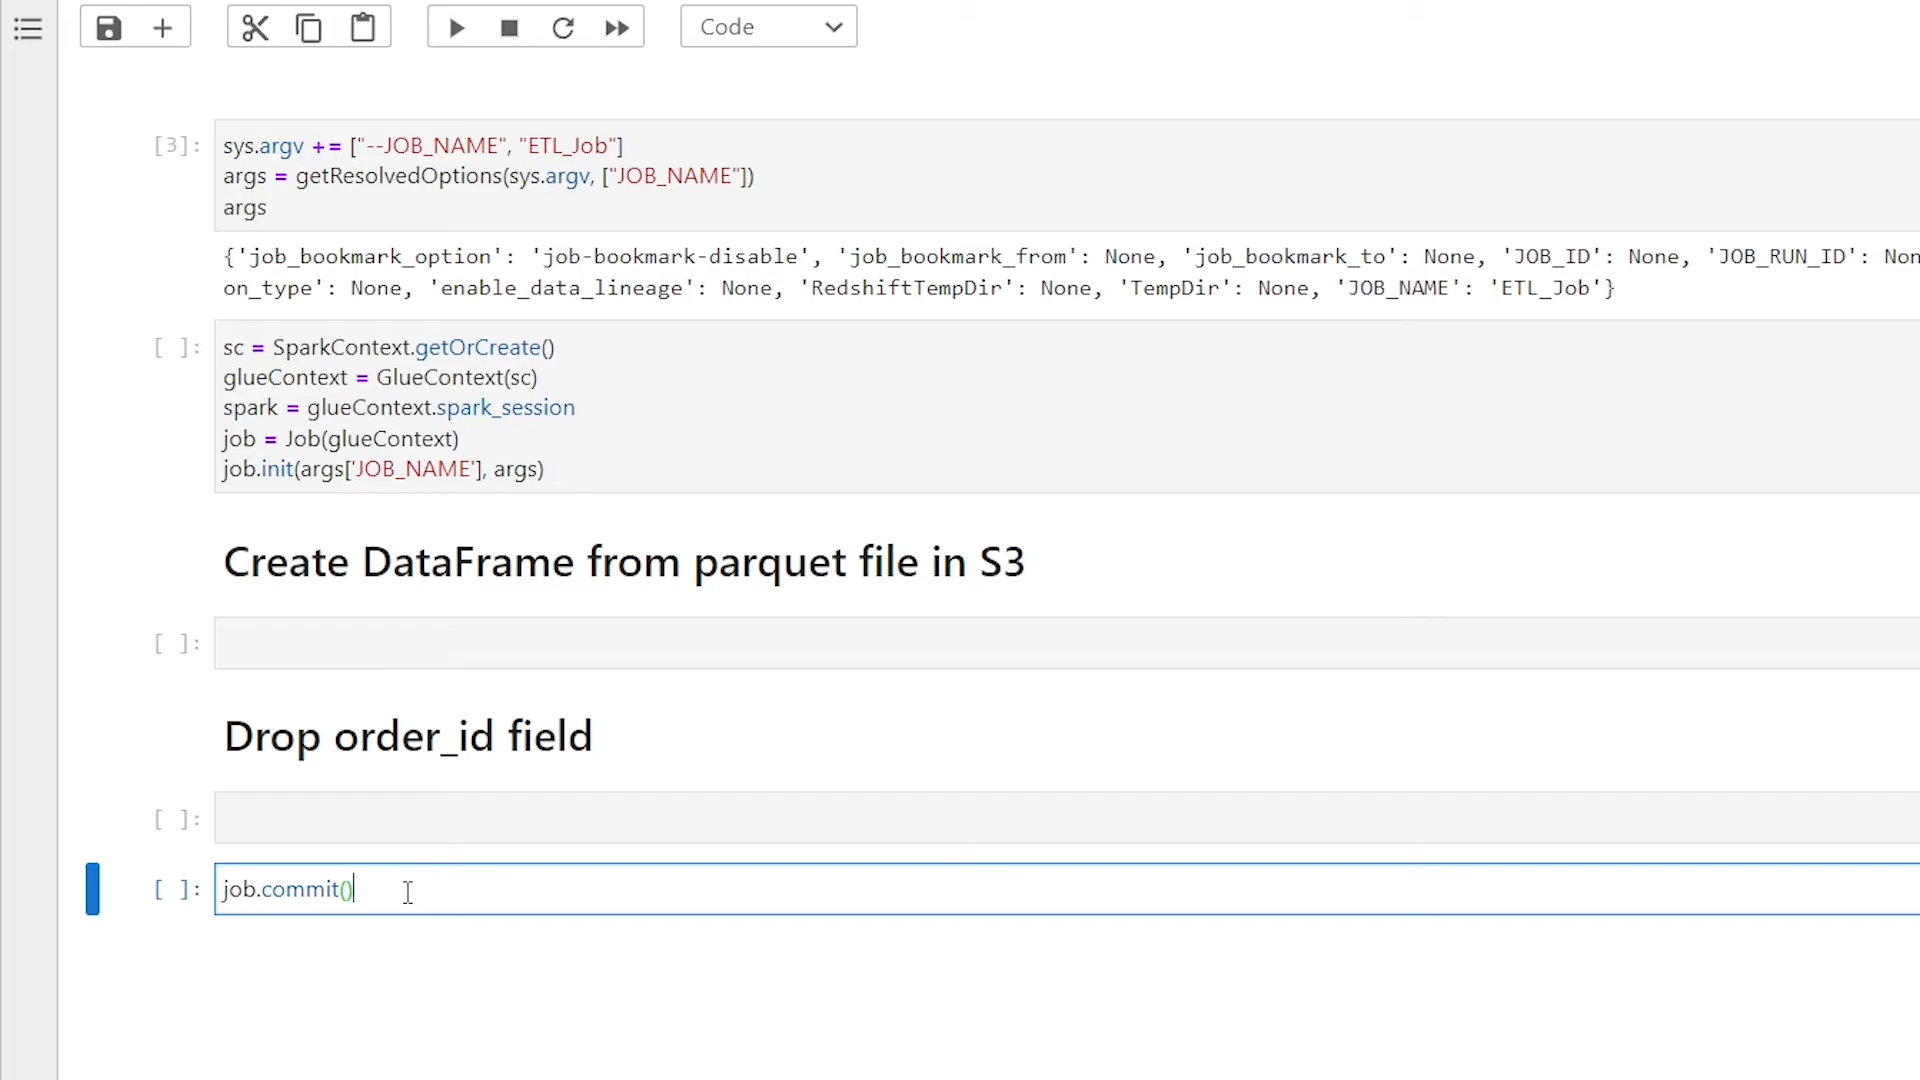 Code
[3]:
sys.argv += ["--JOB_NAME", "ETL_Job"]
args = getResolvedOptions(sys.argv, ["JOB_NAME"])
args
{'job_bookmark_option': 'job-bookmark-disable', 'job_bookmark_from': None, 'job_bookmark_to': None, 'JOB_ID': None, 'JOB_RUN_ID': Non
on_type': None, 'enable_data_lineage': None, 'RedshiftTempDir': None, 'TempDir': None, 'JOB_NAME': 'ETL_Job'}
[ ]:
sc = SparkContext.getOrCreate()
glueContext = GlueContext(sc)
spark = glueContext.spark_session
job = Job(glueContext)
job.init(args['JOB_NAME'], args)
Create DataFrame from parquet file in S3
[ ]:
Drop order_id field
[ ]:
[ ]:
job.commit()